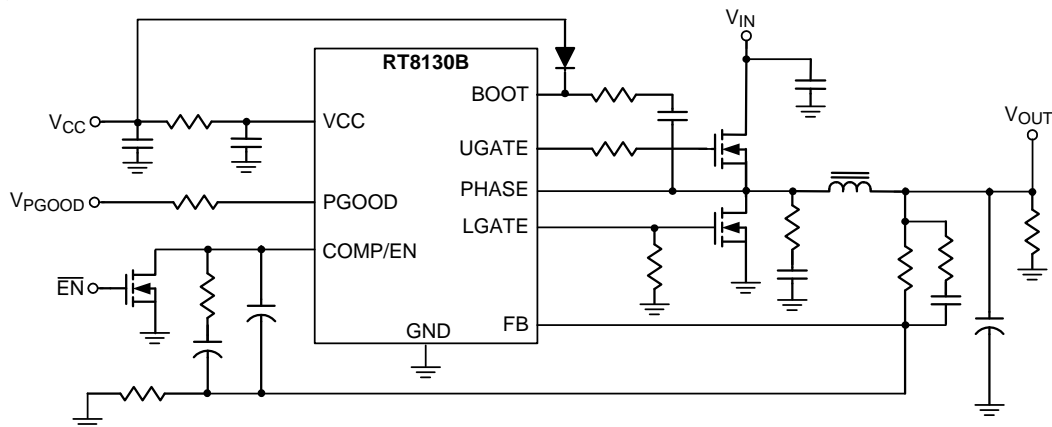 RT8130B
VIN
BOOT
VOUT
VCC
VCC
UGATE
PHASE
VPGOOD
PGOOD
LGATE
COMP/EN
EN
FB
GND